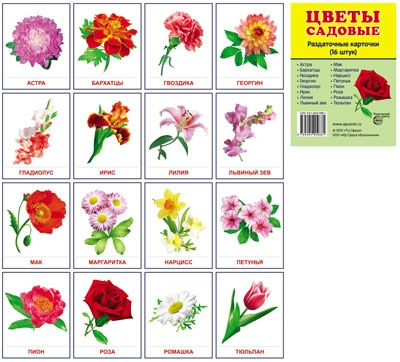 АСТРА
БАРХАТЦЫ
ГВОЗДИКА
ГЕОРГИН
ГЛАДИОЛУС
ИРИС
ЛИЛИЯ
ЛЬВИНЫЙ ЗЕВ
МАК
МАРГАРИТКА
НАРЦИСС
ПЕТУНЬЯ
ПИОН
РОЗА
РОМАШКА
ТЮЛЬПАН
ЦВЕТЫ
САДОВЫЕ
Раздаточные карточки
(16 штук)
• Астра
• Бархатцы
• Гвоздика
• Георгин
• Гладиолус
• Ирис
• Лилия
• Львиный зев
• Мак
• Маргаритка
• Нарцисс
• Петунья
• Пион
• Роза
• Ромашка
• Тюльпан